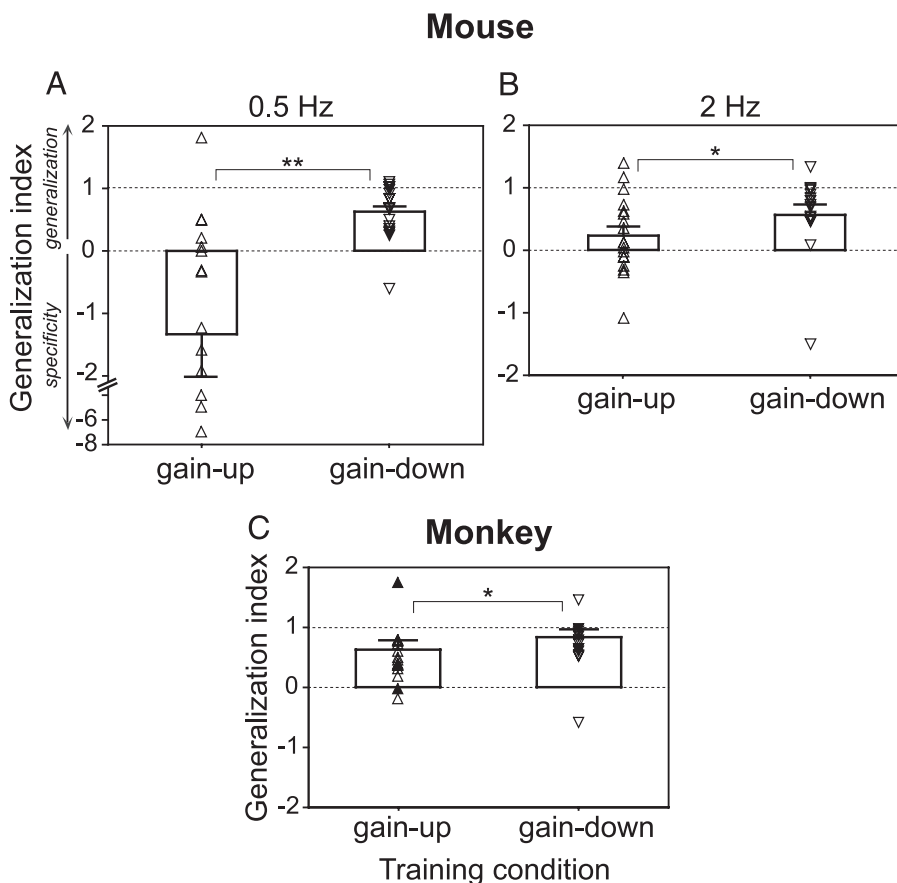 Mouse
A
0.5 Hz
Generalization index
generalization
specificity
2
1
0
-1
-2
-6
-8
**
gain-up
gain-down
B
2 Hz
2
1
0
-1
-2
*
gain-up
gain-down
C
Monkey
Generalization index
2
1
0
-1
-2
*
gain-up
gain-down
Training condition